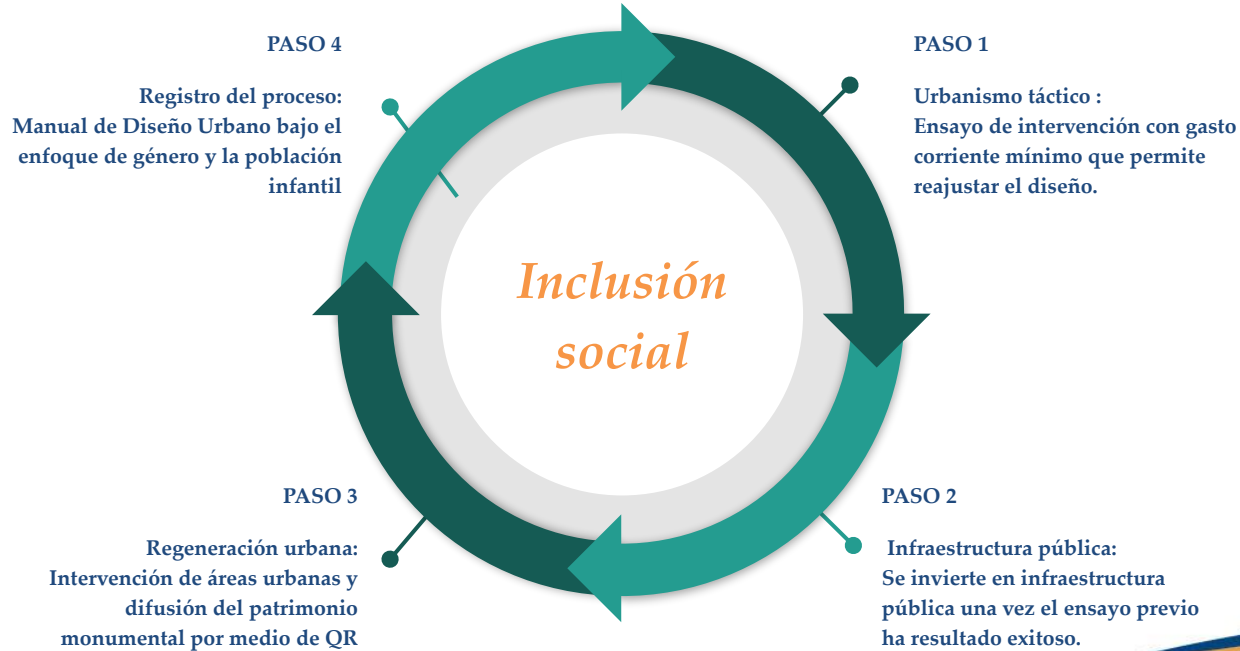 PASO 1
Urbanismo táctico :
Ensayo de intervención con gasto
corriente mínimo que permite
reajustar el diseño.
PASO 2
Infraestructura pública:
Se invierte en infraestructura
pública una vez el ensayo previo
ha resultado exitoso.
PASO 3
Regeneración urbana:
Intervención de áreas urbanas y
difusión del patrimonio
monumental por medio de QR
PASO 4
Registro del proceso:
Manual de Diseño Urbano bajo el
enfoque de género y la población
infantil
Inclusión
social